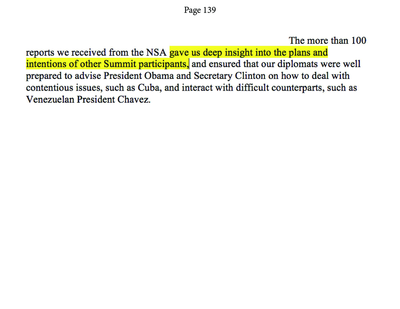 Page 139
The more than 100
reports we received from the NSA gave us deep insight into the plans and
intentions of other Summit participants, and ensured that our diplomats were well
prepared to advise President Obama and Secretary Clinton on how to deal with
contentious issues, such as Cuba, and interact with difficult counterparts, such as
Venezuelan President Chavez.